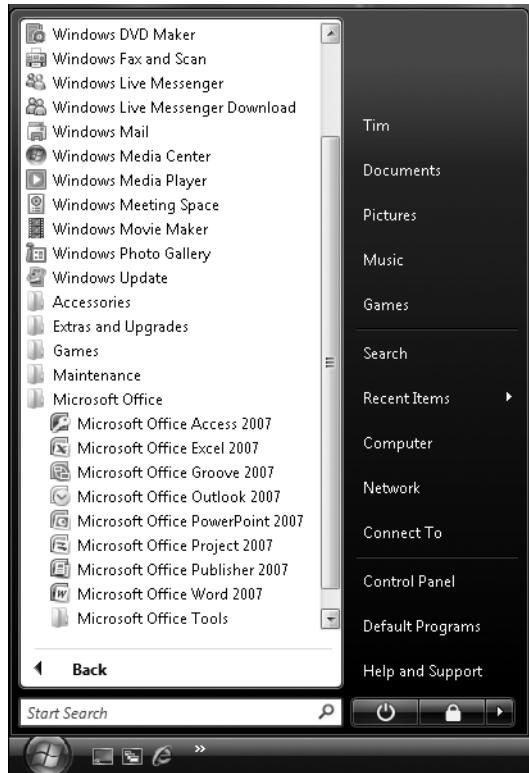 Windows DVD Maker
Windows Fax and Scan
Windows Live Messenger
Windows Live Messenger Download
Windows Mail
Windows Media Center
Windows Media Player
Windows Meeting Space
Windows Movie Maker
Windows Photo Gallery
Windows Update
Accessories
Extras and Upgrades
Games
Maintenance
Microsoft Office
Microsoft Office Access 2007
Microsoft Office Excel 2007
Microsoft Office Groove 2007
Microsoft Office Outlook 2007
Microsoft Office PowerPoint 2007
Microsoft Office Project 2007
Microsoft Office Publisher 2007
Microsoft Office Word 2007
Microsoft Office Tools
Back
Start Search
Tim
Documents
Pictures
Music
Games
Search
Recent Items
Computer
Network
Connect To
Control Panel
Default Programs
Help and Support